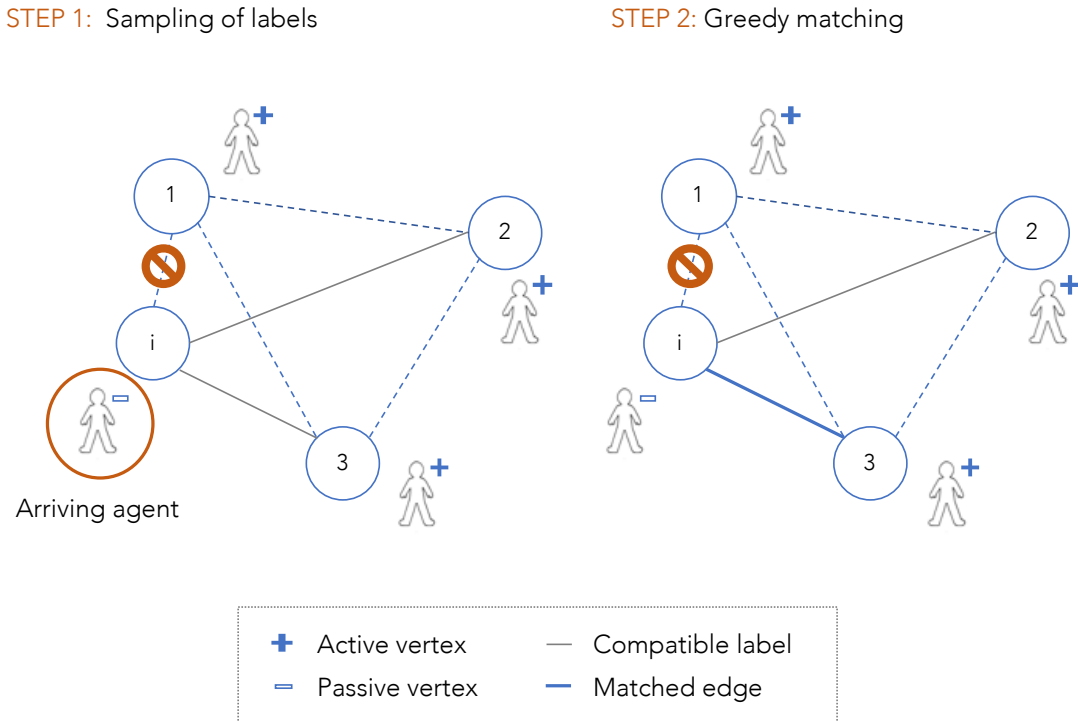 STEP 1: Sampling of labels
1
2
i
3
Arriving agent
STEP 2: Greedy matching
1
2
i
3
Active vertex
Compatible label
Passive vertex
Matched edge